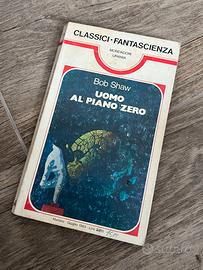 CLASSICI • FANTASCIENZA
MONDADORI
URANIA
Bob Shaw
UOMO
AL PIANO ZERO